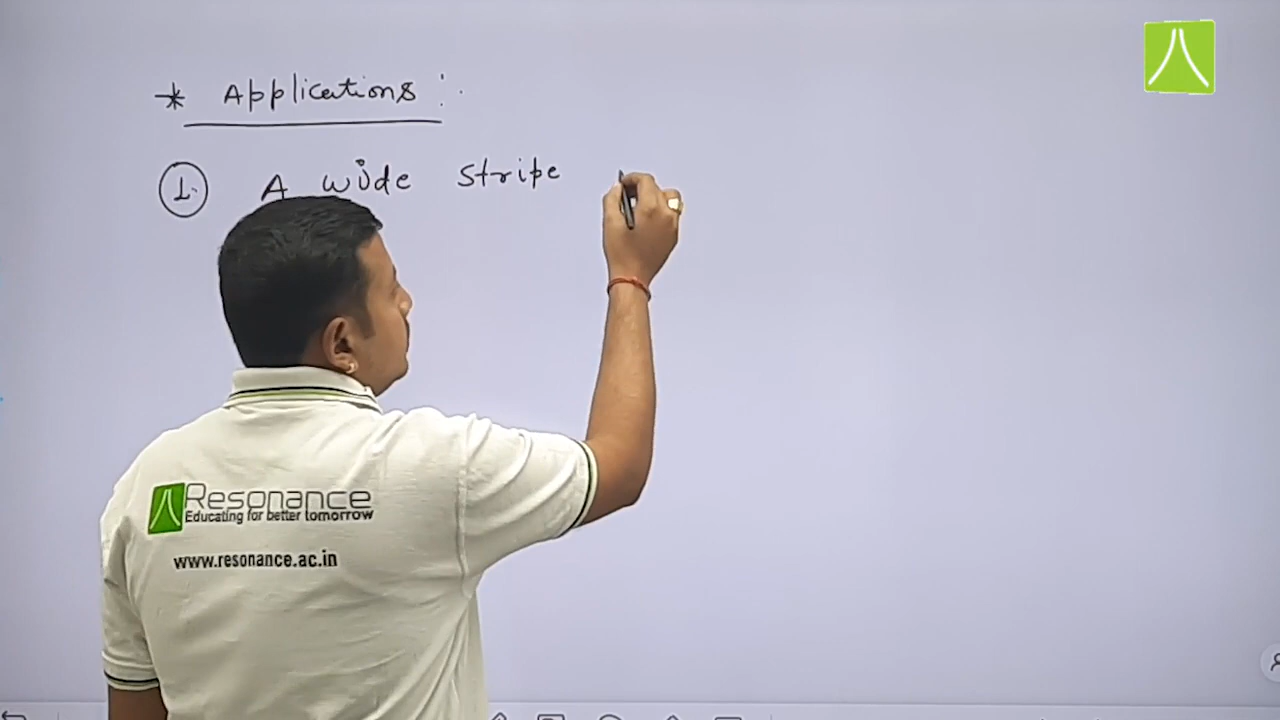 * Applications :
1. A wide stripe
Resonance
Educating for better tomorrow
www.resonance.ac.in